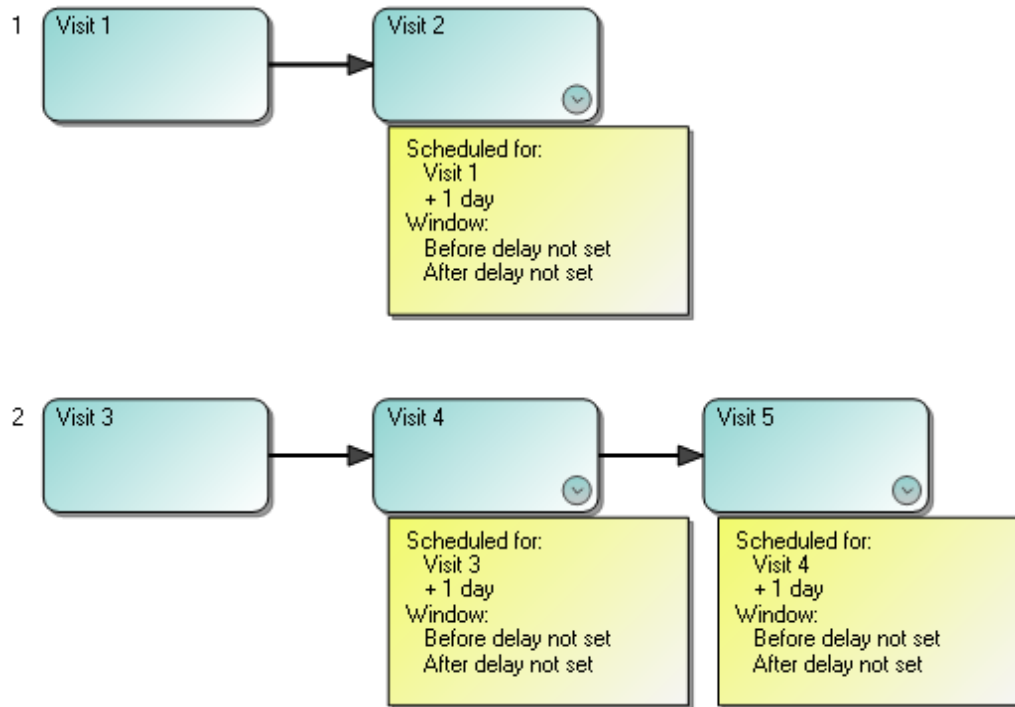 1
Visit 1
Visit 2
Scheduled for:
Visit 1
+ 1 day
Window:
Before delay not set
After delay not set
2
Visit 3
Visit 4
Visit 5
Scheduled for:
Visit 3
+ 1 day
Window:
Before delay not set
After delay not set
Scheduled for:
Visit 4
+ 1 day
Window:
Before delay not set
After delay not set